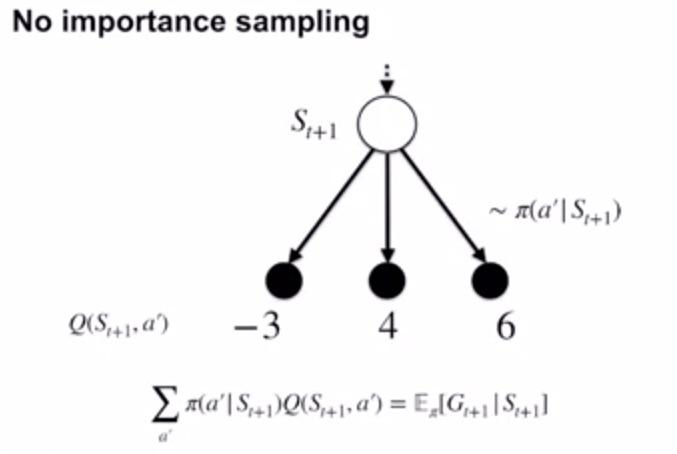 No importance sampling
S_{t+1}
∼ π(a′|S_{t+1})
Q(S_{t+1}, a′) −3 4 6
∑_{a′} π(a′|S_{t+1})Q(S_{t+1}, a′) = 𝔼_π[G_{t+1}|S_{t+1}]